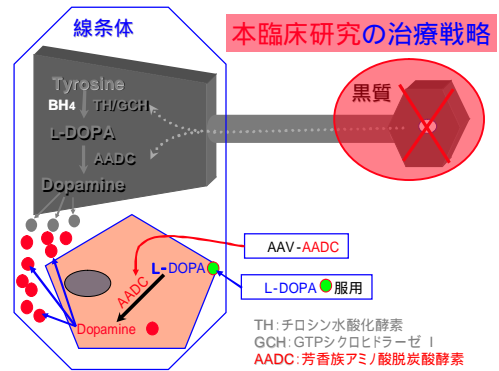 線条体
本臨床研究の治療戦略
黒質
Tyrosine
BH4 TH/GCH
L-DOPA
AADC
Dopamine
AAV-AADC
L-DOPA
AADC
L-DOPA 服用
Dopamine
TH:チロシン水酸化酵素
GCH:GTPシクロヒドラーゼ I
AADC:芳香族アミノ酸脱炭酸酵素